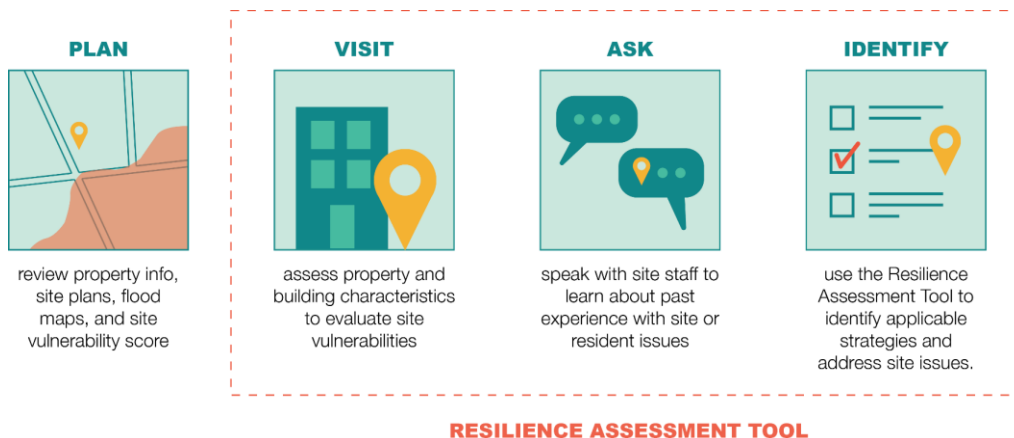 PLAN
review property info,
site plans, flood
maps, and site
vulnerability score
VISIT
assess property and
building characteristics
to evaluate site
vulnerabilities
ASK
speak with site staff to
learn about past
experience with site or
resident issues
IDENTIFY
use the Resilience
Assessment Tool to
identify applicable
strategies and
address site issues.
RESILIENCE ASSESSMENT TOOL